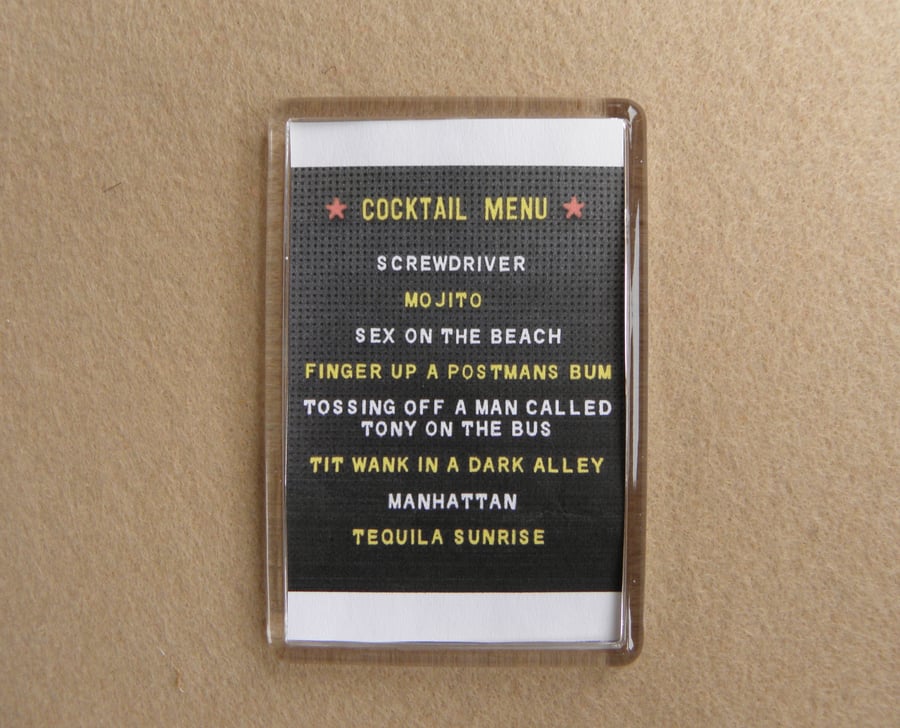 COCKTAIL MENU
SCREWDRIVER
MOJITO
SEX ON THE BEACH
FINGER UP A POSTMANS BUM
TOSSING OFF A MAN CALLED
TONY ON THE BUS
TIT WANK IN A DARK ALLEY
MANHATTAN
TEQUILA SUNRISE